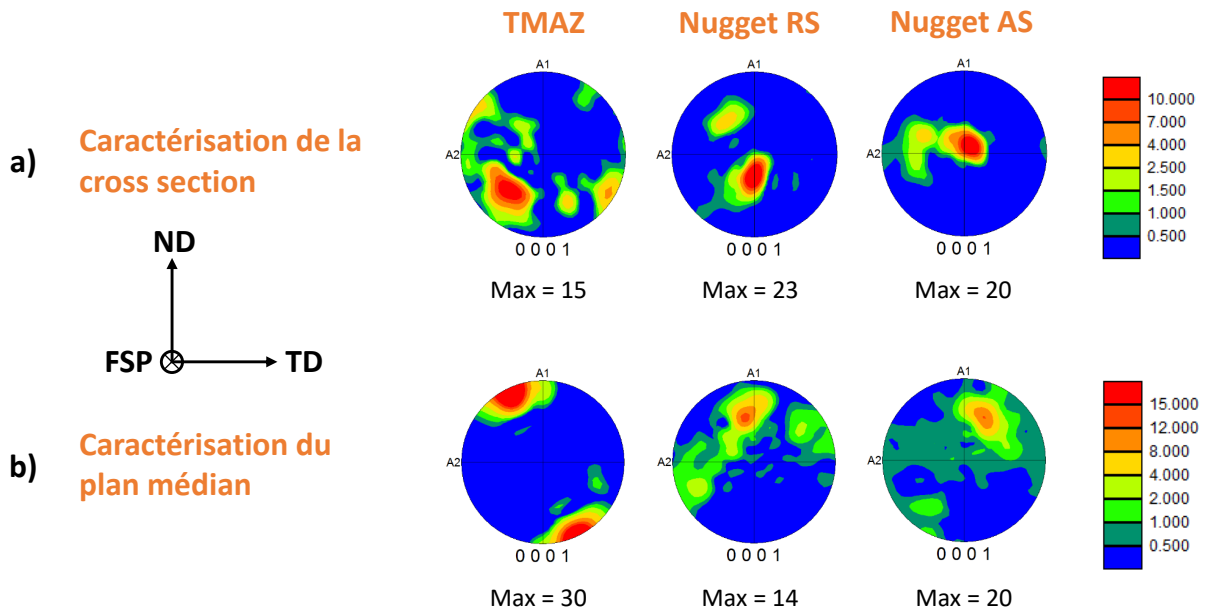 TMAZ Nugget RS Nugget AS
a) Caractérisation de la
cross section
A1 A1 A1
A2 A2 A2
0 0 0 1 0 0 0 1 0 0 0 1
Max = 15 Max = 23 Max = 20
10.000
7.000
4.000
2.500
1.500
1.000
0.500
ND
FSP TD
b) Caractérisation du
plan médian
A1 A1 A1
A2 A2 A2
0 0 0 1 0 0 0 1 0 0 0 1
Max = 30 Max = 14 Max = 20
15.000
12.000
8.000
4.000
2.000
1.000
0.500